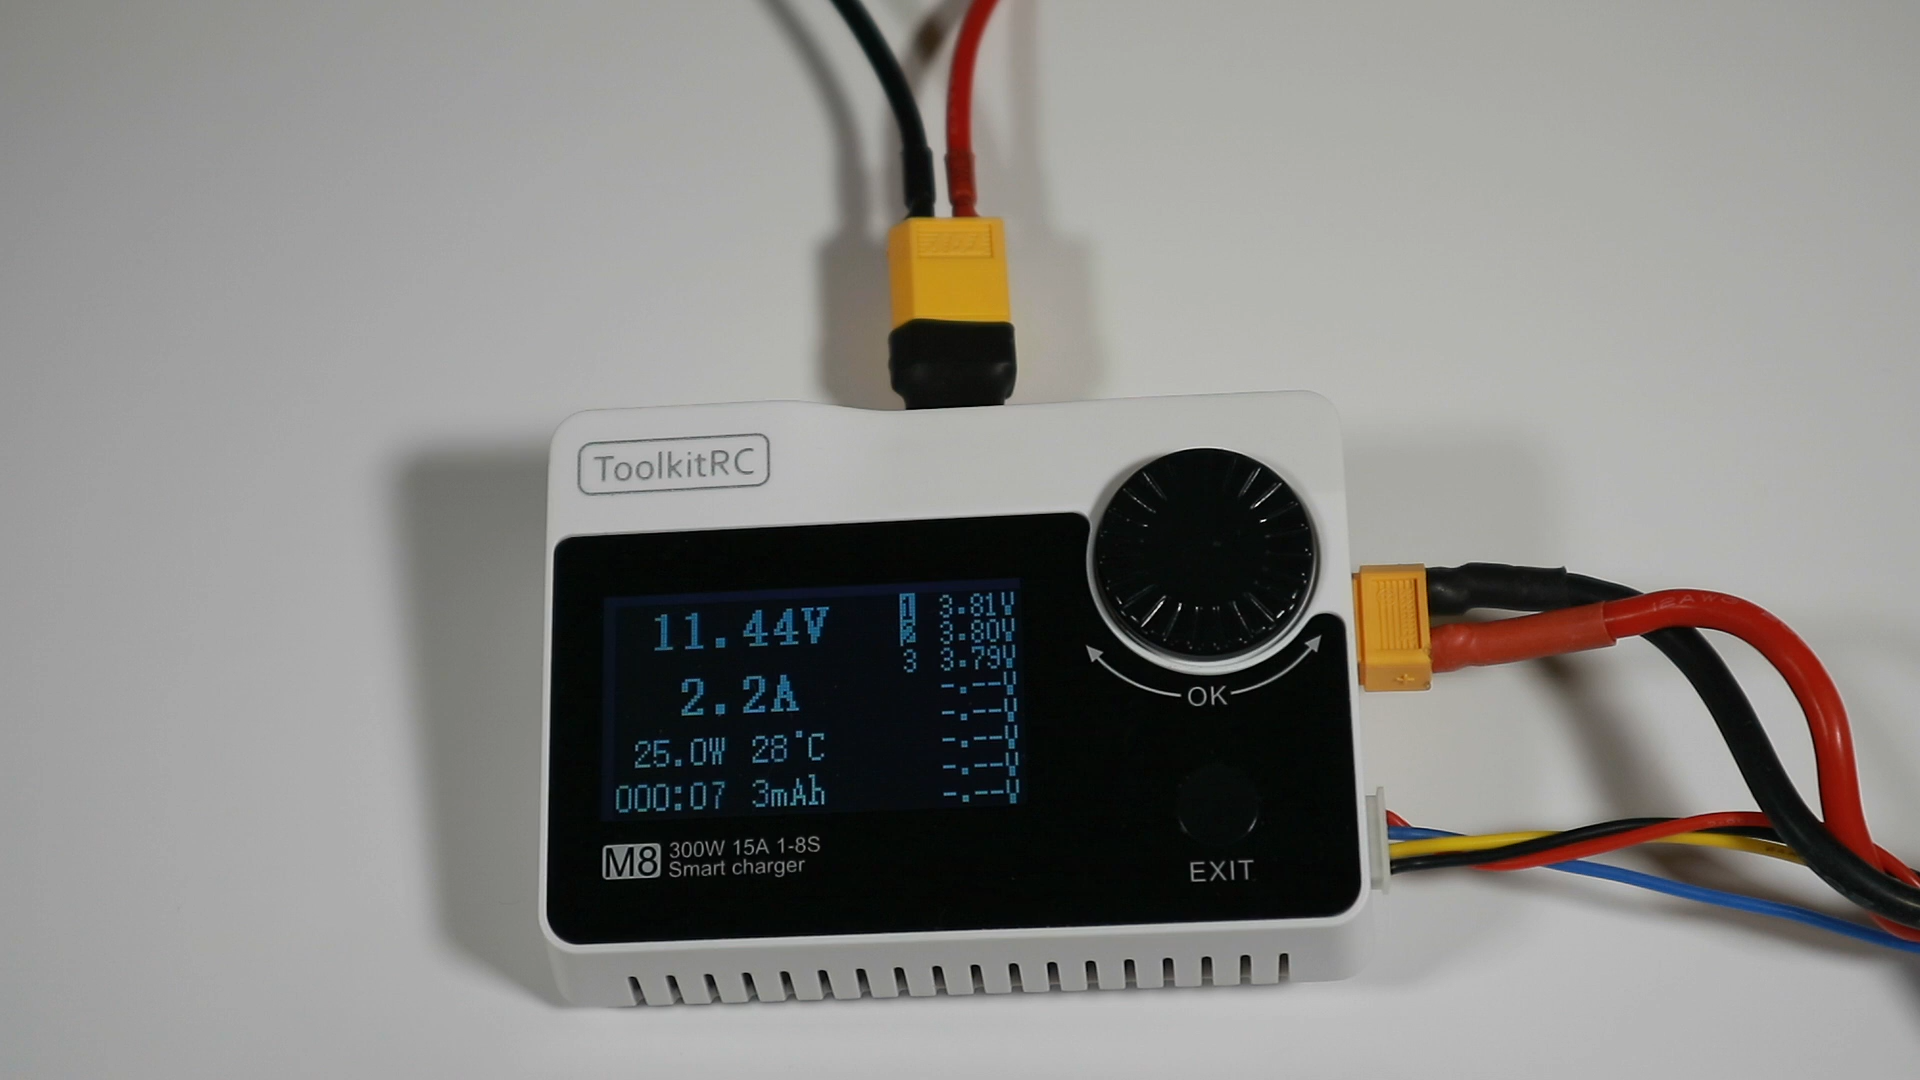 ToolkitRC
11.44V
2.2A
25.0W 28°C
000:07 3mAh
1 3.81V
2 3.80V
3 3.79V
-.--V
-.--V
-.--V
-.--V
-.--V
OK
M8 300W 15A 1-8S
Smart charger
EXIT
+